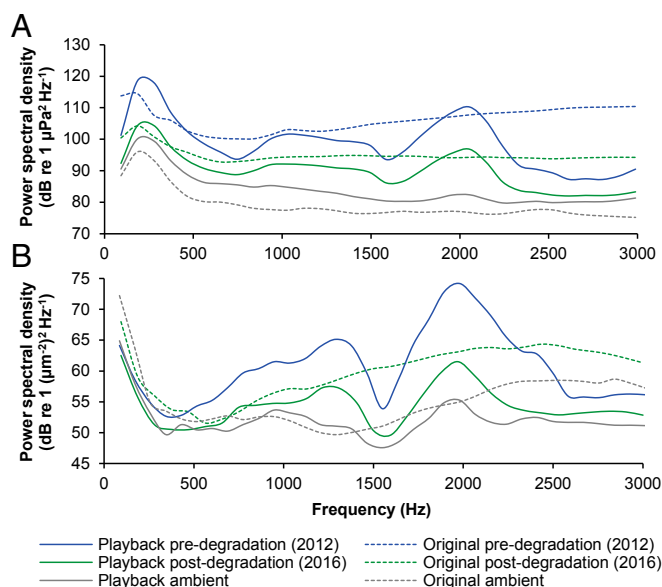 A
Power spectral density
(dB re 1 µPa² Hz⁻¹)
130
120
110
100
90
80
70
0 500 1000 1500 2000 2500 3000
B
Power spectral density
(dB re 1 (µm⁻²)² Hz⁻¹)
75
70
65
60
55
50
45
0 500 1000 1500 2000 2500 3000
Frequency (Hz)
Playback pre-degradation (2012) Original pre-degradation (2012)
Playback post-degradation (2016) Original post-degradation (2016)
Playback ambient Original ambient